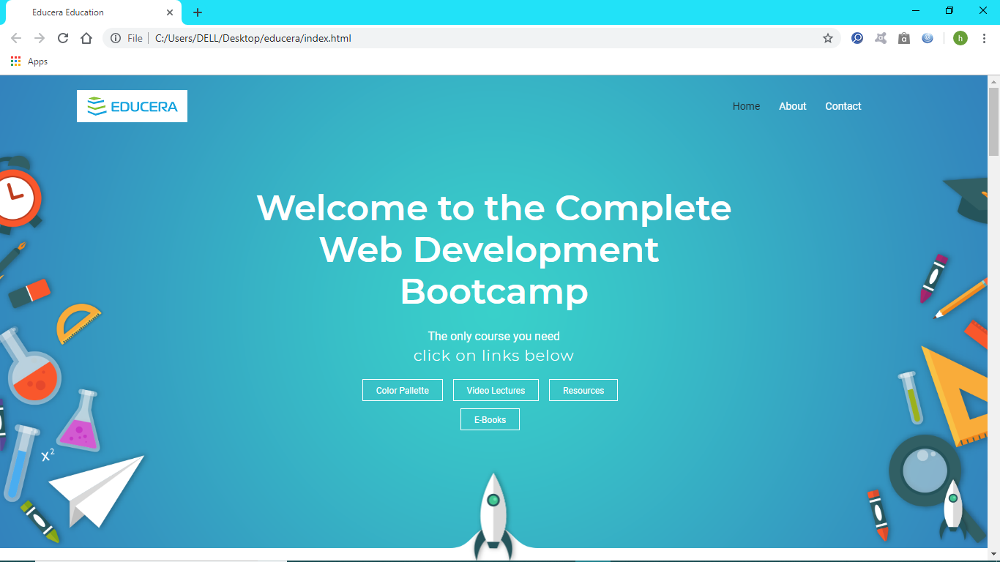 Educera Education
File C:/Users/DELL/Desktop/educera/index.html
h
Apps
EDUCERA
Home About Contact
Welcome to the Complete
Web Development
Bootcamp
The only course you need
click on links below
Color Pallette Video Lectures Resources
E-Books
x²